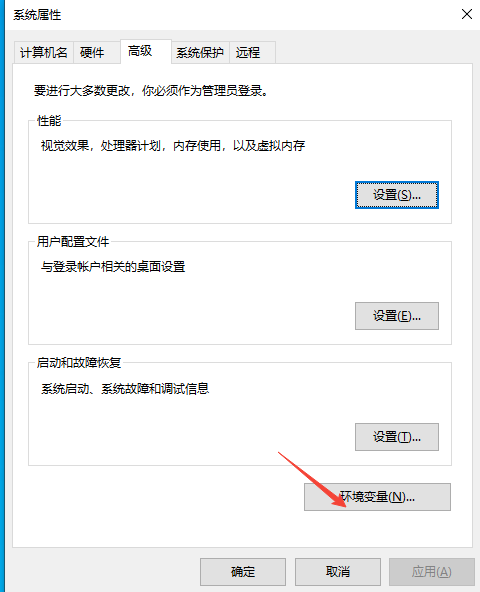 系统属性
计算机名 硬件 高级 系统保护 远程
要进行大多数更改，你必须作为管理员登录。
性能
视觉效果，处理器计划，内存使用，以及虚拟内存
设置(S)...
用户配置文件
与登录帐户相关的桌面设置
设置(E)...
启动和故障恢复
系统启动、系统故障和调试信息
设置(T)...
环境变量(N)...
确定 取消 应用(A)